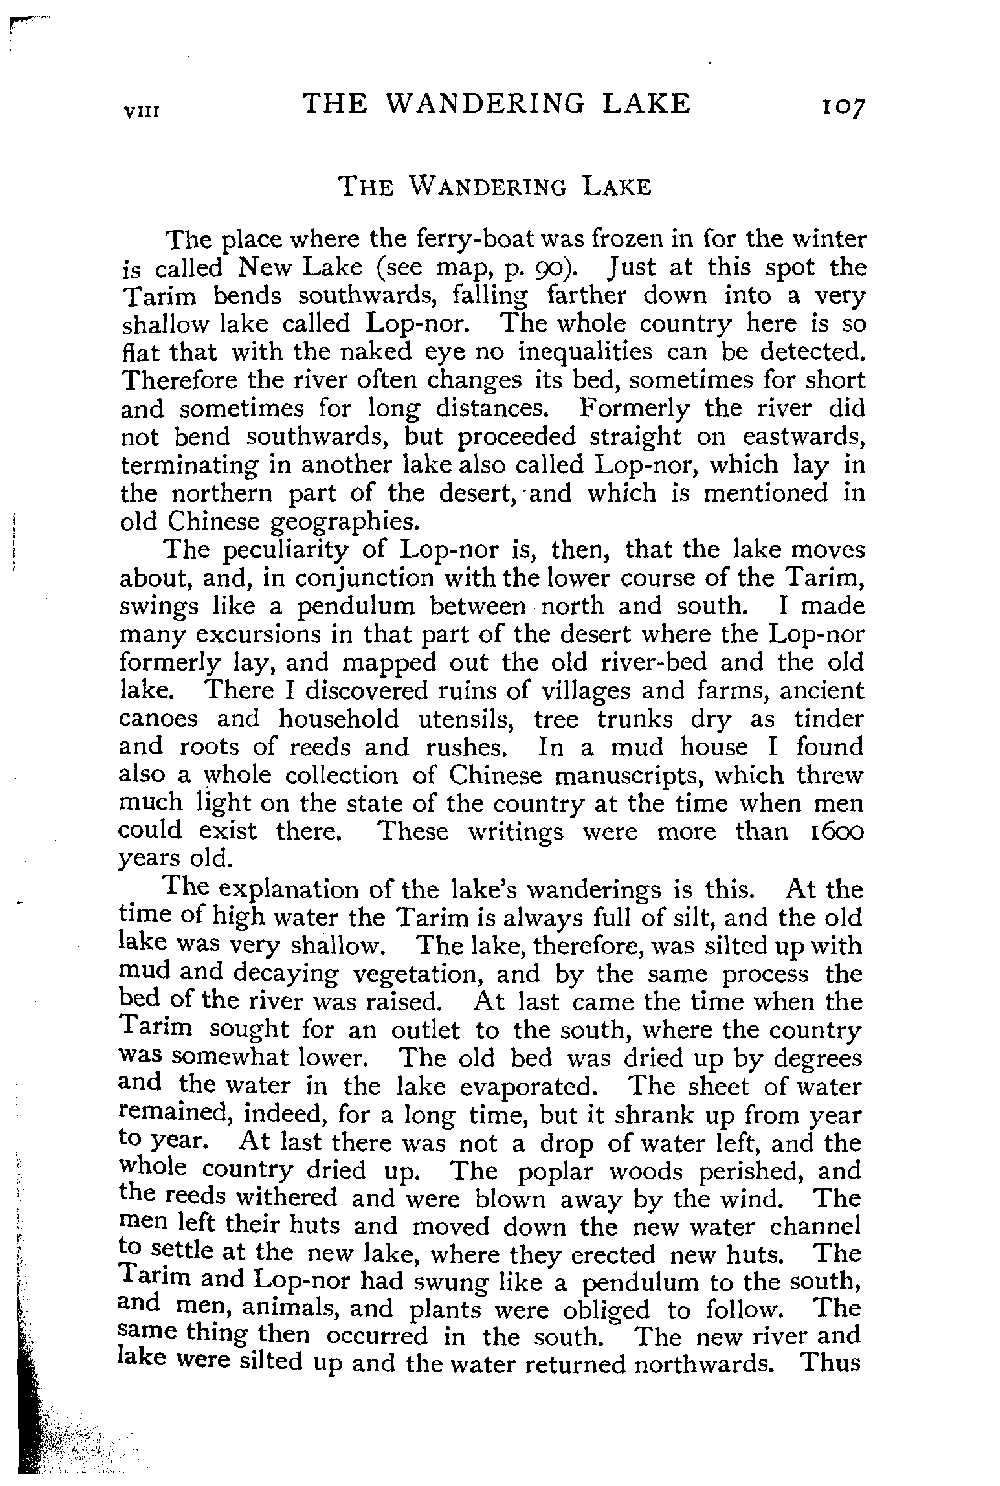 VIII THE WANDERING LAKE 107
THE WANDERING LAKE
The place where the ferry-boat was frozen in for the winter
is called New Lake (see map, p. 90). Just at this spot the
Tarim bends southwards, falling farther down into a very
shallow lake called Lop-nor. The whole country here is so
flat that with the naked eye no inequalities can be detected.
Therefore the river often changes its bed, sometimes for short
and sometimes for long distances. Formerly the river did
not bend southwards, but proceeded straight on eastwards,
terminating in another lake also called Lop-nor, which lay in
the northern part of the desert, and which is mentioned in
old Chinese geographies.
The peculiarity of Lop-nor is, then, that the lake moves
about, and, in conjunction with the lower course of the Tarim,
swings like a pendulum between north and south. I made
many excursions in that part of the desert where the Lop-nor
formerly lay, and mapped out the old river-bed and the old
lake. There I discovered ruins of villages and farms, ancient
canoes and household utensils, tree trunks dry as tinder
and roots of reeds and rushes. In a mud house I found
also a whole collection of Chinese manuscripts, which threw
much light on the state of the country at the time when men
could exist there. These writings were more than 1600
years old.
The explanation of the lake's wanderings is this. At the
time of high water the Tarim is always full of silt, and the old
lake was very shallow. The lake, therefore, was silted up with
mud and decaying vegetation, and by the same process the
bed of the river was raised. At last came the time when the
Tarim sought for an outlet to the south, where the country
was somewhat lower. The old bed was dried up by degrees
and the water in the lake evaporated. The sheet of water
remained, indeed, for a long time, but it shrank up from year
to year. At last there was not a drop of water left, and the
whole country dried up. The poplar woods perished, and
the reeds withered and were blown away by the wind. The
men left their huts and moved down the new water channel
to settle at the new lake, where they erected new huts. The
Tarim and Lop-nor had swung like a pendulum to the south,
and men, animals, and plants were obliged to follow. The
same thing then occurred in the south. The new river and
lake were silted up and the water returned northwards. Thus